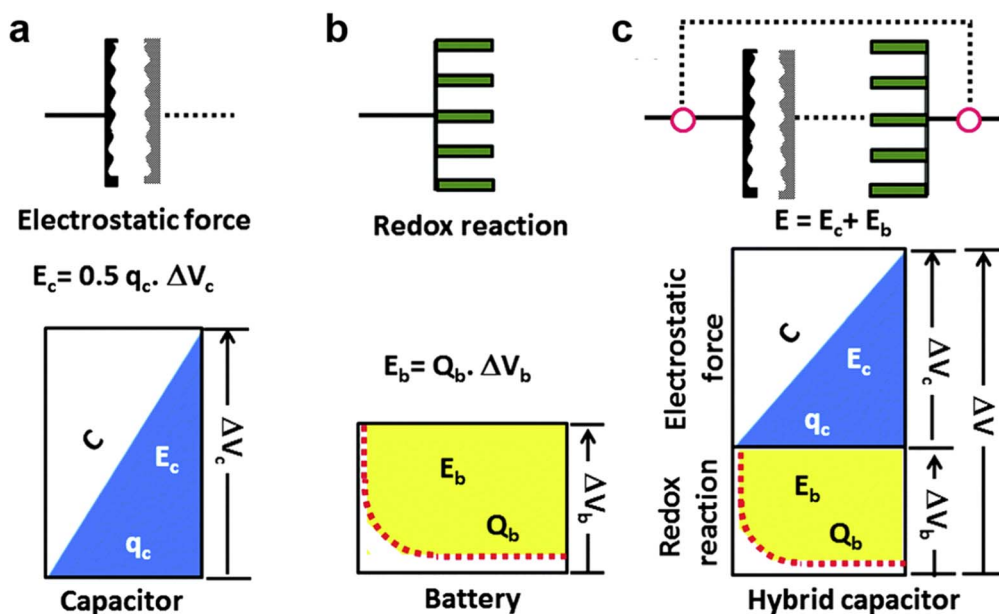 a
Electrostatic force
E_c= 0.5 q_c. ΔV_c
C
E_c
q_c
ΔV_c
Capacitor
b
Redox reaction
E_b= Q_b. ΔV_b
E_b
Q_b
ΔV_b
Battery
c
E = E_c+ E_b
Electrostatic
force
C
E_c
q_c
ΔV_c
ΔV
Redox
reaction
E_b
Q_b
ΔV_b
Hybrid capacitor